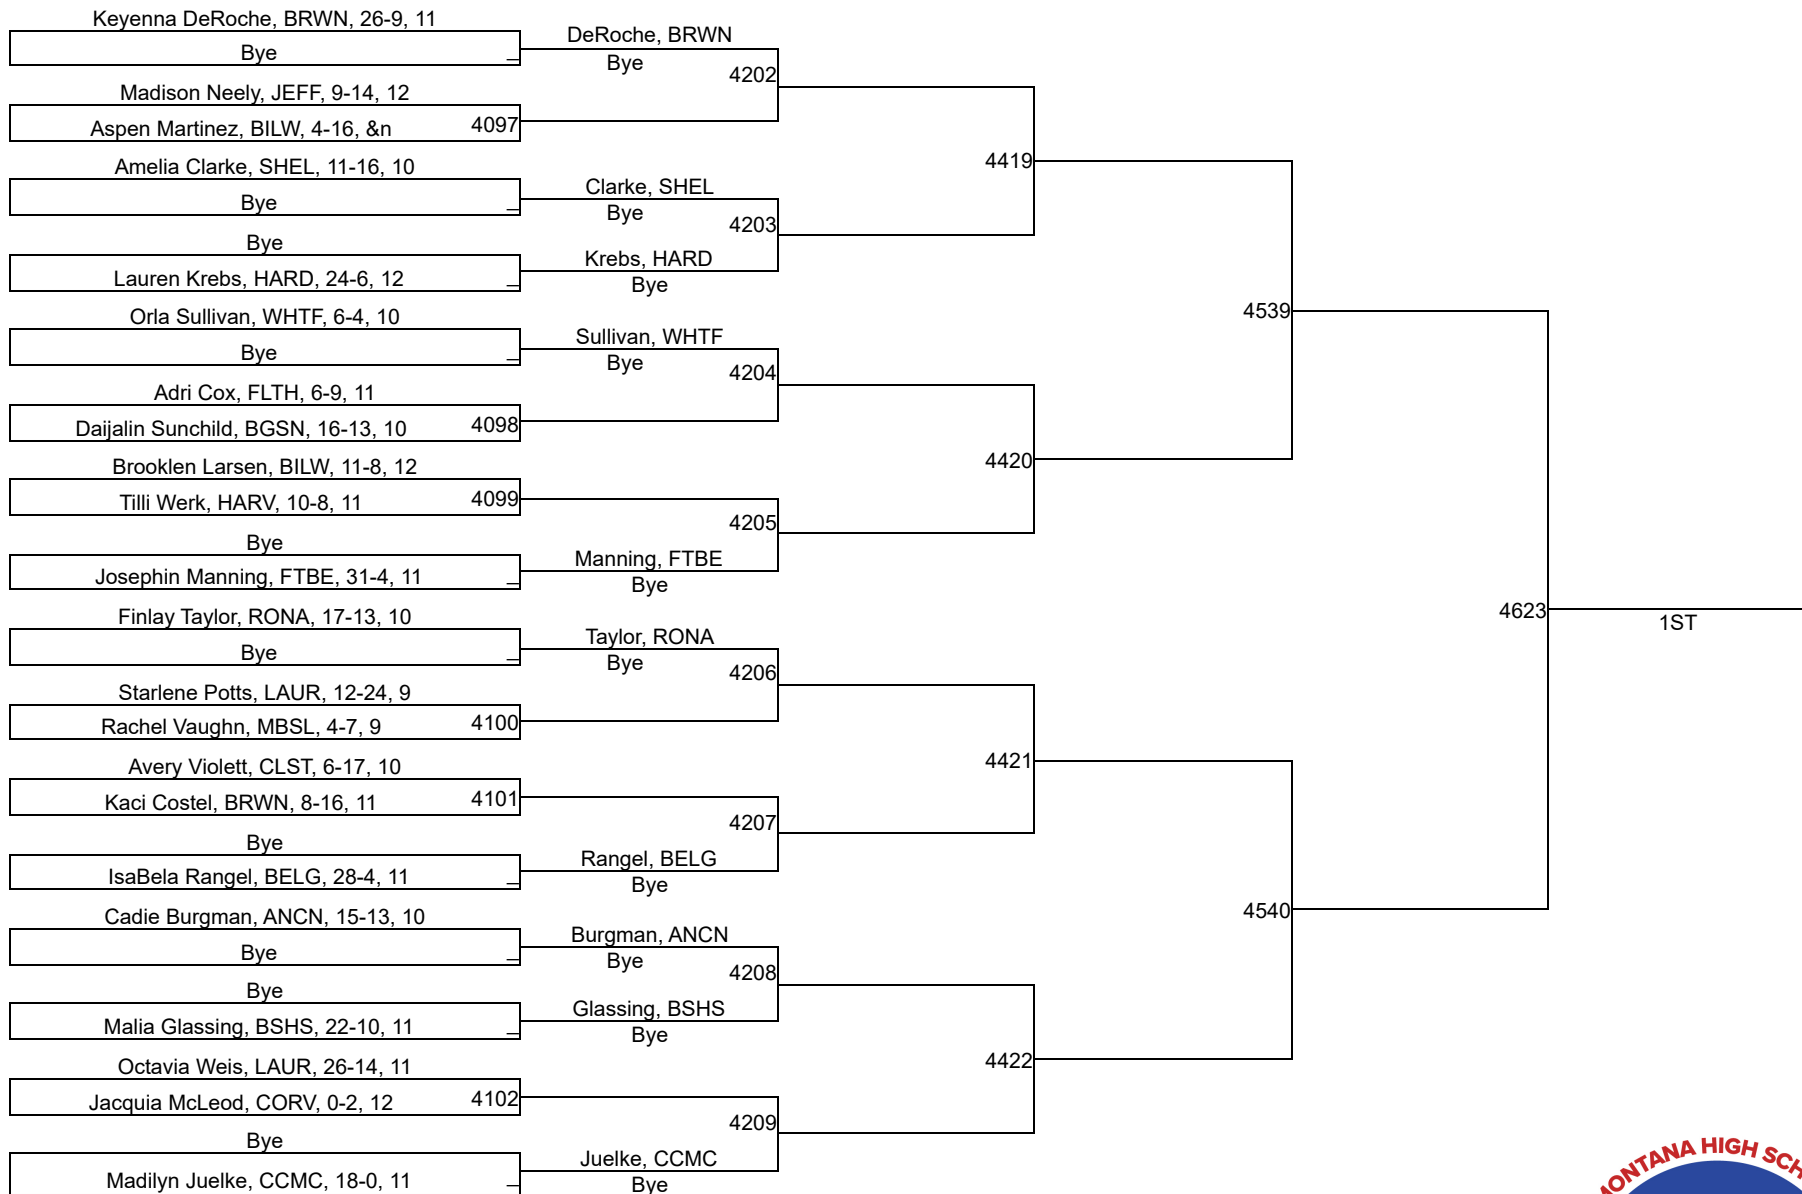 Keyenna DeRoche, BRWN, 26-9, 11
Bye _
DeRoche, BRWN
Bye
4202
Madison Neely, JEFF, 9-14, 12
Aspen Martinez, BILW, 4-16, &n 4097
Amelia Clarke, SHEL, 11-16, 10
Bye _
4419
Clarke, SHEL
Bye
4203
Bye
Lauren Krebs, HARD, 24-6, 12 _
Krebs, HARD
Bye
Orla Sullivan, WHTF, 6-4, 10
Bye _
4539
Sullivan, WHTF
Bye
4204
Adri Cox, FLTH, 6-9, 11
Daijalin Sunchild, BGSN, 16-13, 10 4098
Brooklen Larsen, BILW, 11-8, 12
Tilli Werk, HARV, 10-8, 11 4099
4420
4205
Bye
Josephin Manning, FTBE, 31-4, 11 _
Manning, FTBE
Bye
Finlay Taylor, RONA, 17-13, 10
Bye _
4623
1ST
Taylor, RONA
Bye
4206
Starlene Potts, LAUR, 12-24, 9
Rachel Vaughn, MBSL, 4-7, 9 4100
Avery Violett, CLST, 6-17, 10
Kaci Costel, BRWN, 8-16, 11 4101
4421
4207
Bye
IsaBela Rangel, BELG, 28-4, 11 _
Rangel, BELG
Bye
Cadie Burgman, ANCN, 15-13, 10
Bye _
4540
Burgman, ANCN
Bye
4208
Bye
Malia Glassing, BSHS, 22-10, 11 _
Glassing, BSHS
Bye
Octavia Weis, LAUR, 26-14, 11
Jacquia McLeod, CORV, 0-2, 12 4102
4422
4209
Bye
Madilyn Juelke, CCMC, 18-0, 11 _
Juelke, CCMC
Bye
MONTANA HIGH SCH